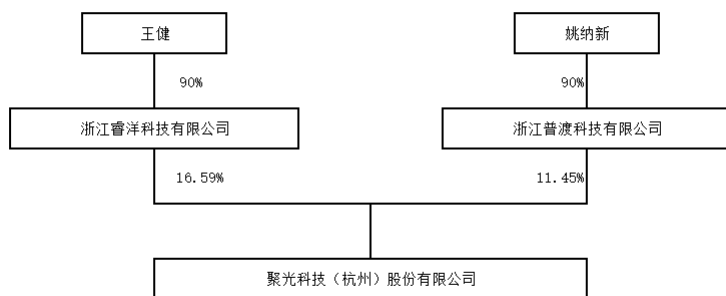 王健
姚纳新
90%
90%
浙江睿洋科技有限公司
浙江普渡科技有限公司
16.59%
11.45%
聚光科技（杭州）股份有限公司